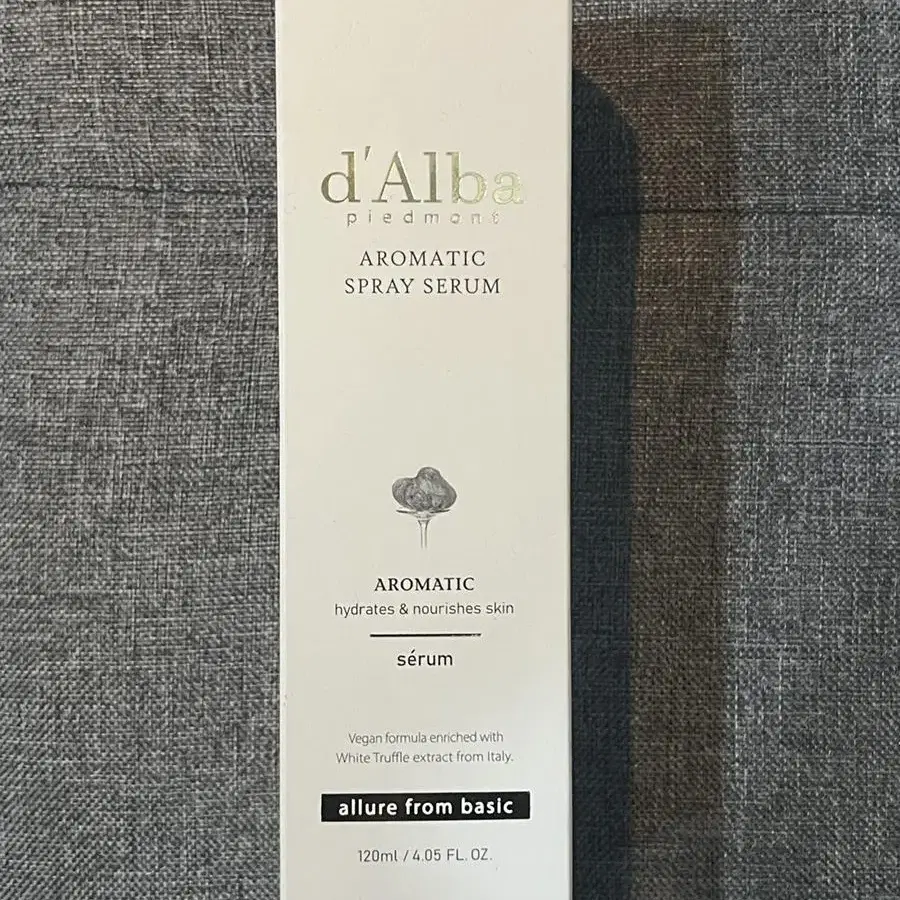 d'Alba
piedmont
AROMATIC
SPRAY SERUM
AROMATIC
hydrates & nourishes skin
sérum
Vegan formula enriched with
White Truffle extract from Italy.
allure from basic
120ml / 4.05 FL. OZ.